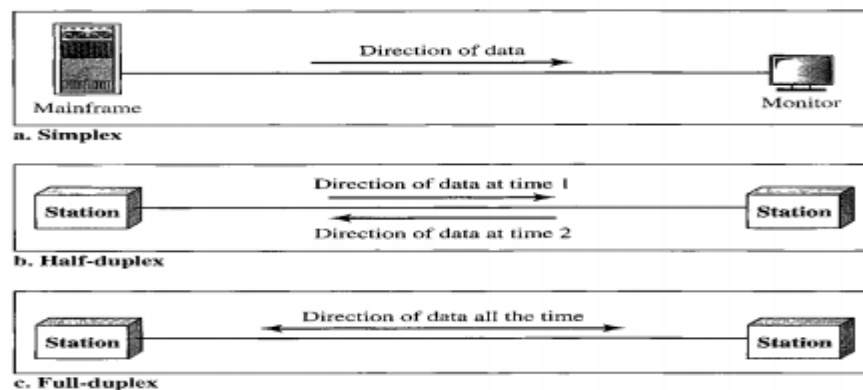 Direction of data
Mainframe
Monitor
a. Simplex
Direction of data at time 1
Station
Station
Direction of data at time 2
b. Half-duplex
Direction of data all the time
Station
Station
c. Full-duplex